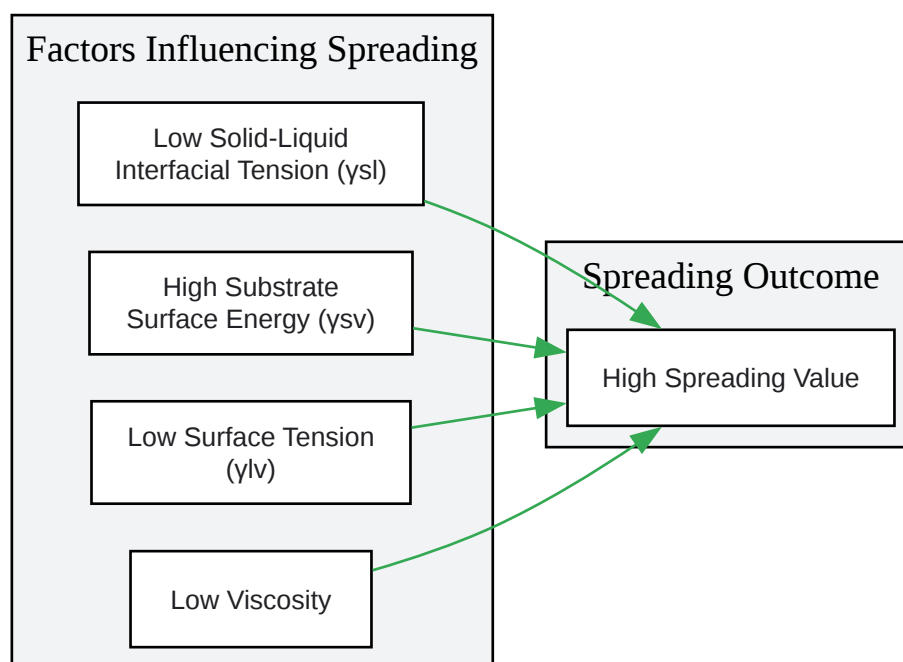 Factors Influencing Spreading
Low Solid-Liquid
Interfacial Tension (γsl)
High Substrate
Surface Energy (γsv)
Low Surface Tension
(γlv)
Low Viscosity
Spreading Outcome
High Spreading Value